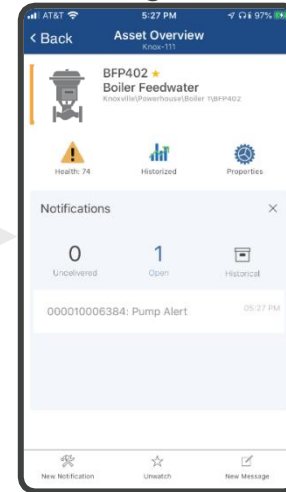 AT&T 5:27 PM 97%
< Back Asset Overview
Knox-111
BFP402
Boiler Feedwater
Knoxville\Powerhouse\Boiler 1\BFP402
Health: 74 Historized Properties
Notifications ×
0 1
Undelivered Open Historical
000010006384: Pump Alert 05:27 PM
New Notification Unwatch New Message